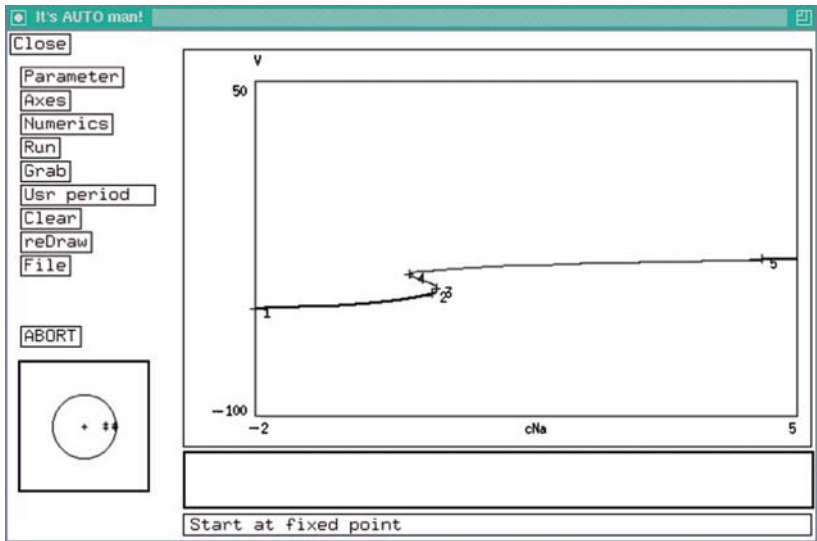 It's AUTO man!
Close
Parameter
Axes
Numerics
Run
Grab
Usr period
Clear
reDraw
File
ABORT
V
50
1
2
3
4
5
-100
-2
cNa
5
Start at fixed point